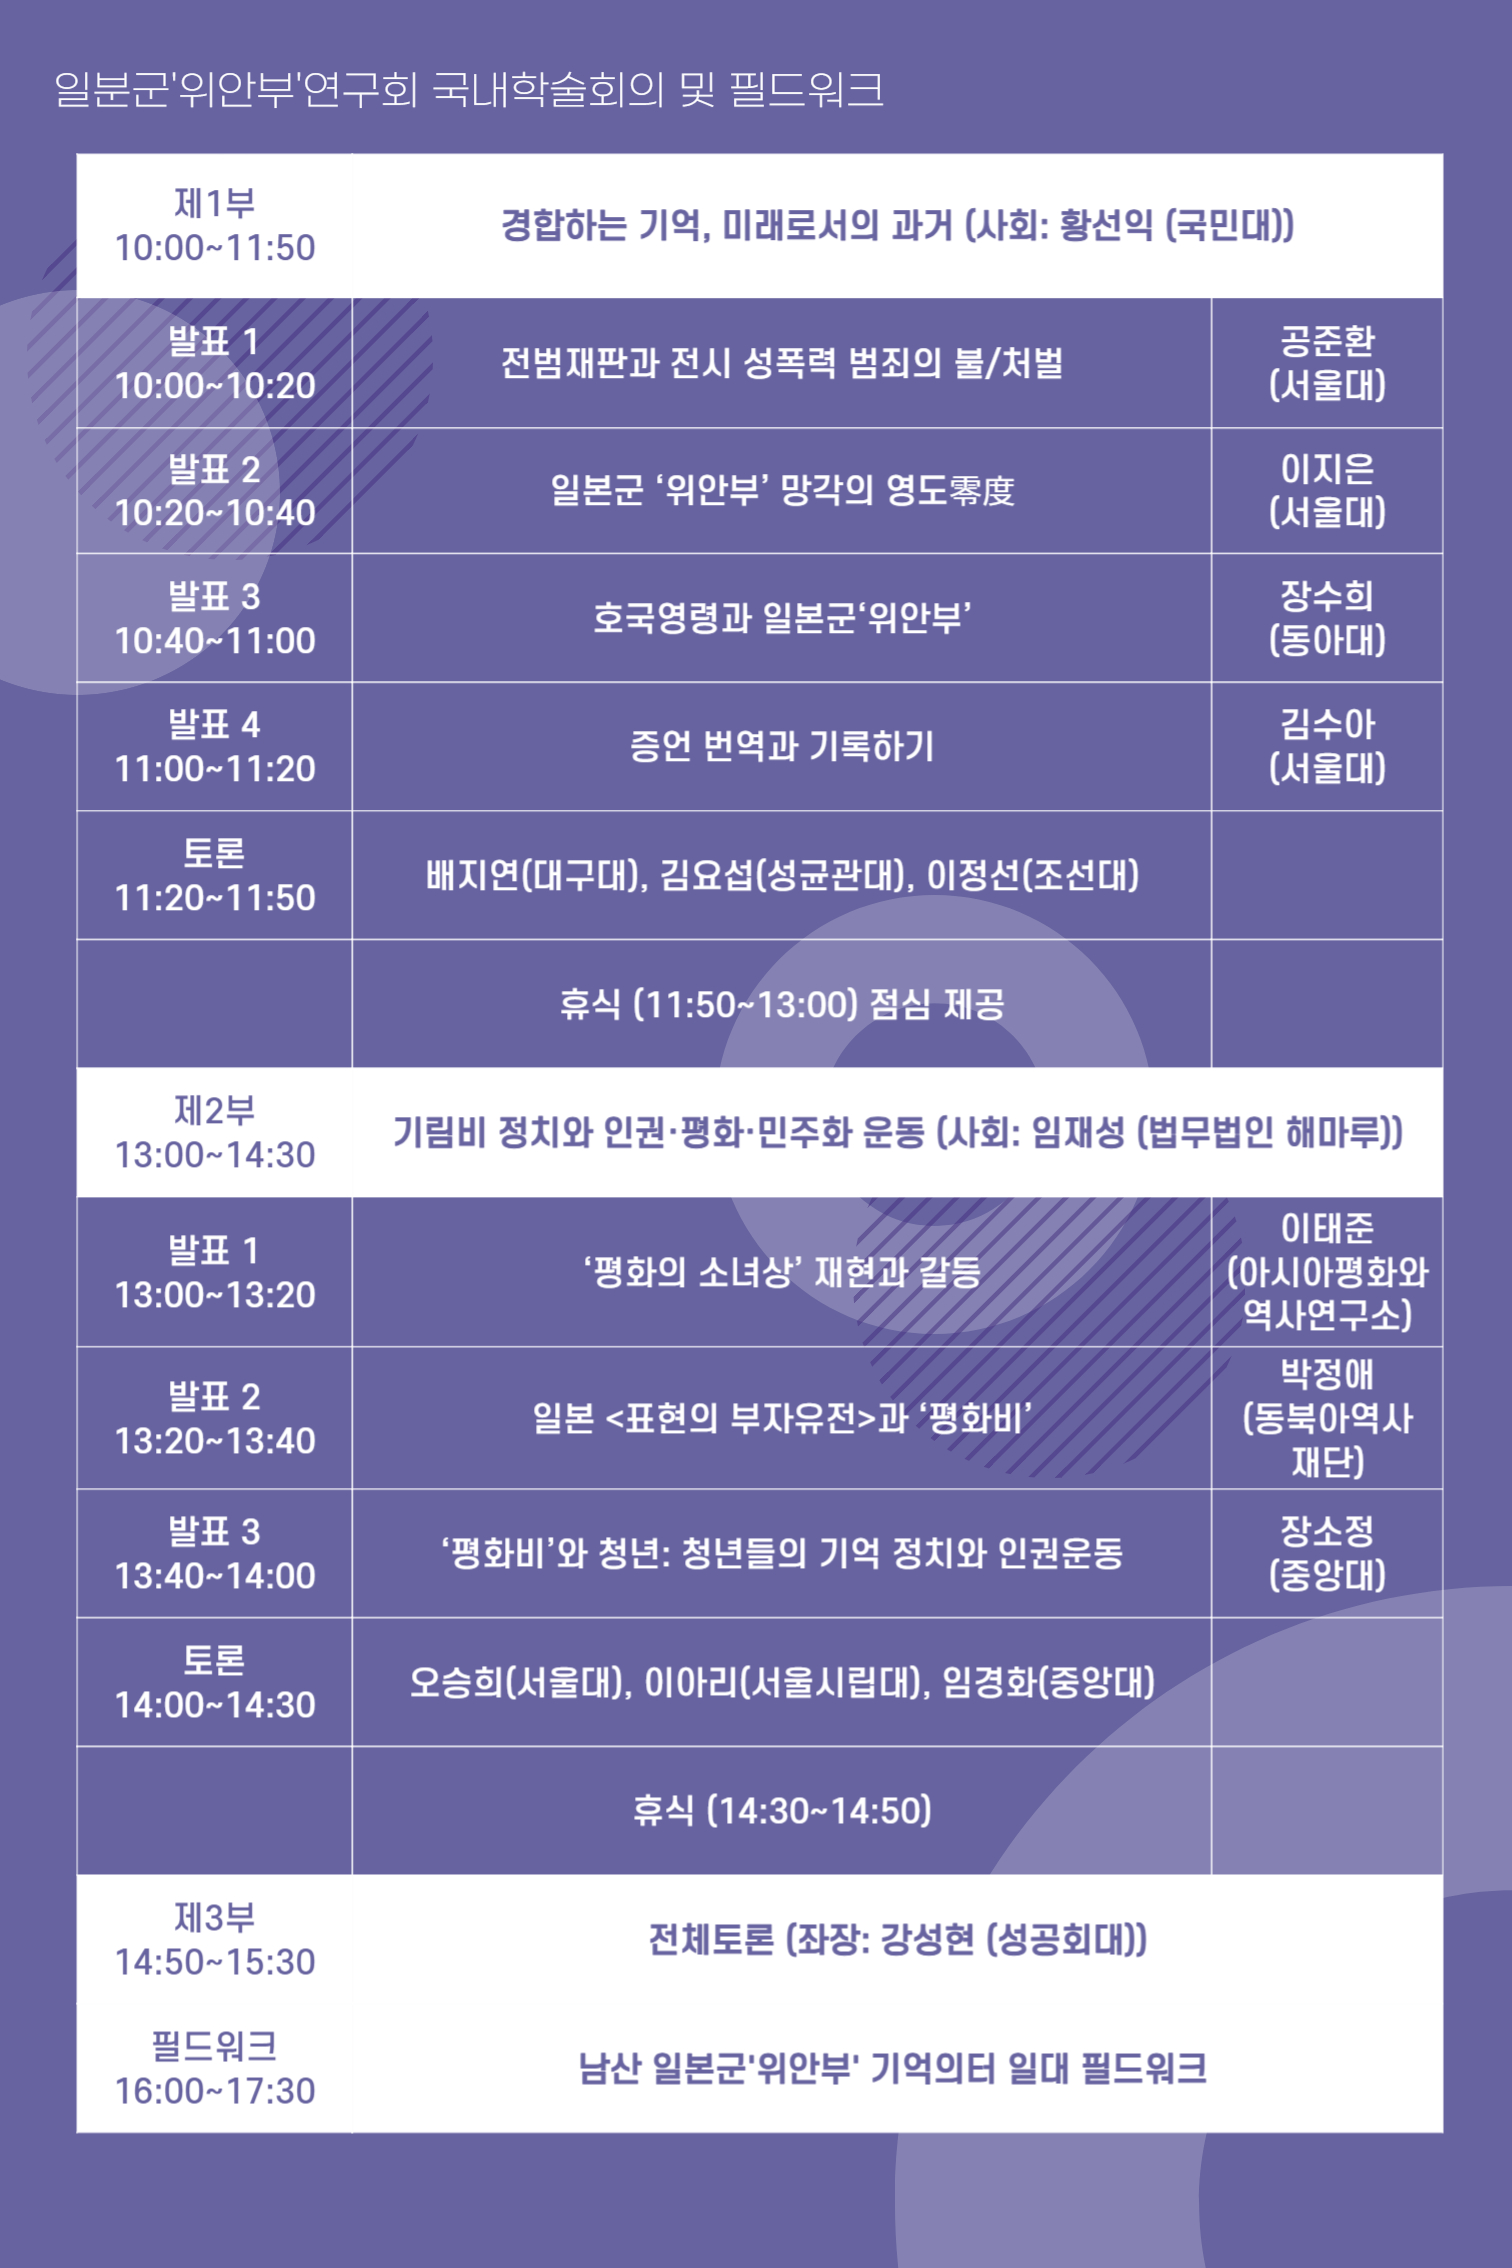 일분군'위안부'연구회 국내학술회의 및 필드워크
제1부
10:00~11:50
경합하는 기억, 미래로서의 과거 (사회: 황선익 (국민대))
발표 1
10:00~10:20
전범재판과 전시 성폭력 범죄의 불/처벌
공준환
(서울대)
발표 2
10:20~10:40
일본군 ‘위안부’ 망각의 영도零度
이지은
(서울대)
발표 3
10:40~11:00
호국영령과 일본군‘위안부’
장수희
(동아대)
발표 4
11:00~11:20
증언 번역과 기록하기
김수아
(서울대)
토론
11:20~11:50
배지연(대구대), 김요섭(성균관대), 이정선(조선대)
휴식 (11:50~13:00) 점심 제공
제2부
13:00~14:30
기림비 정치와 인권·평화·민주화 운동 (사회: 임재성 (법무법인 해마루))
발표 1
13:00~13:20
‘평화의 소녀상’ 재현과 갈등
이태준
(아시아평화와
역사연구소)
발표 2
13:20~13:40
일본 <표현의 부자유전>과 ‘평화비’
박정애
(동북아역사
재단)
발표 3
13:40~14:00
‘평화비’와 청년: 청년들의 기억 정치와 인권운동
장소정
(중앙대)
토론
14:00~14:30
오승희(서울대), 이아리(서울시립대), 임경화(중앙대)
휴식 (14:30~14:50)
제3부
14:50~15:30
전체토론 (좌장: 강성현 (성공회대))
필드워크
16:00~17:30
남산 일본군'위안부' 기억의터 일대 필드워크